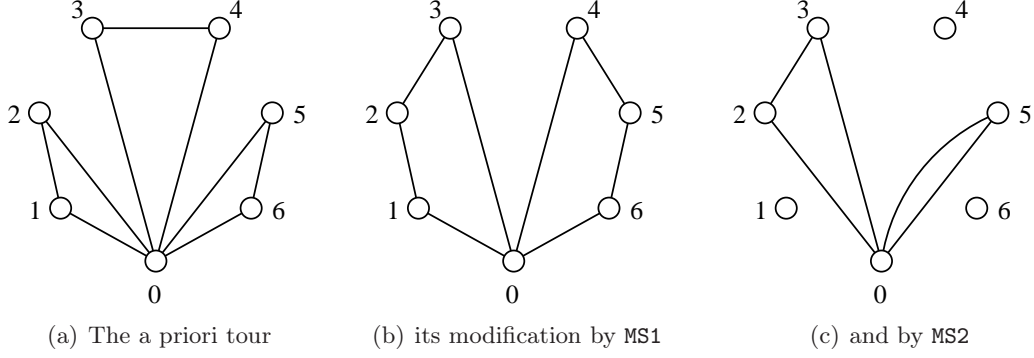 3 4 3 4 3 4
2 5 2 5 2 5
1 6 1 6 1 6
0 0 0
(a) The a priori tour (b) its modification by MS1 (c) and by MS2